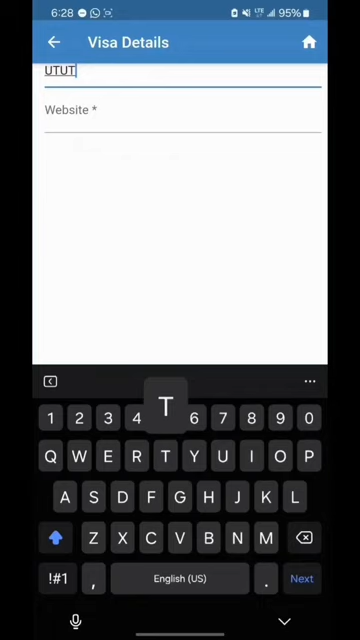 6:28 LTE 95%
Visa Details
UTUT
Website *
T
1 2 3 4 6 7 8 9 0
Q W E R T Y U I O P
A S D F G H J K L
Z X C V B N M
!#1 , English (US) . Next